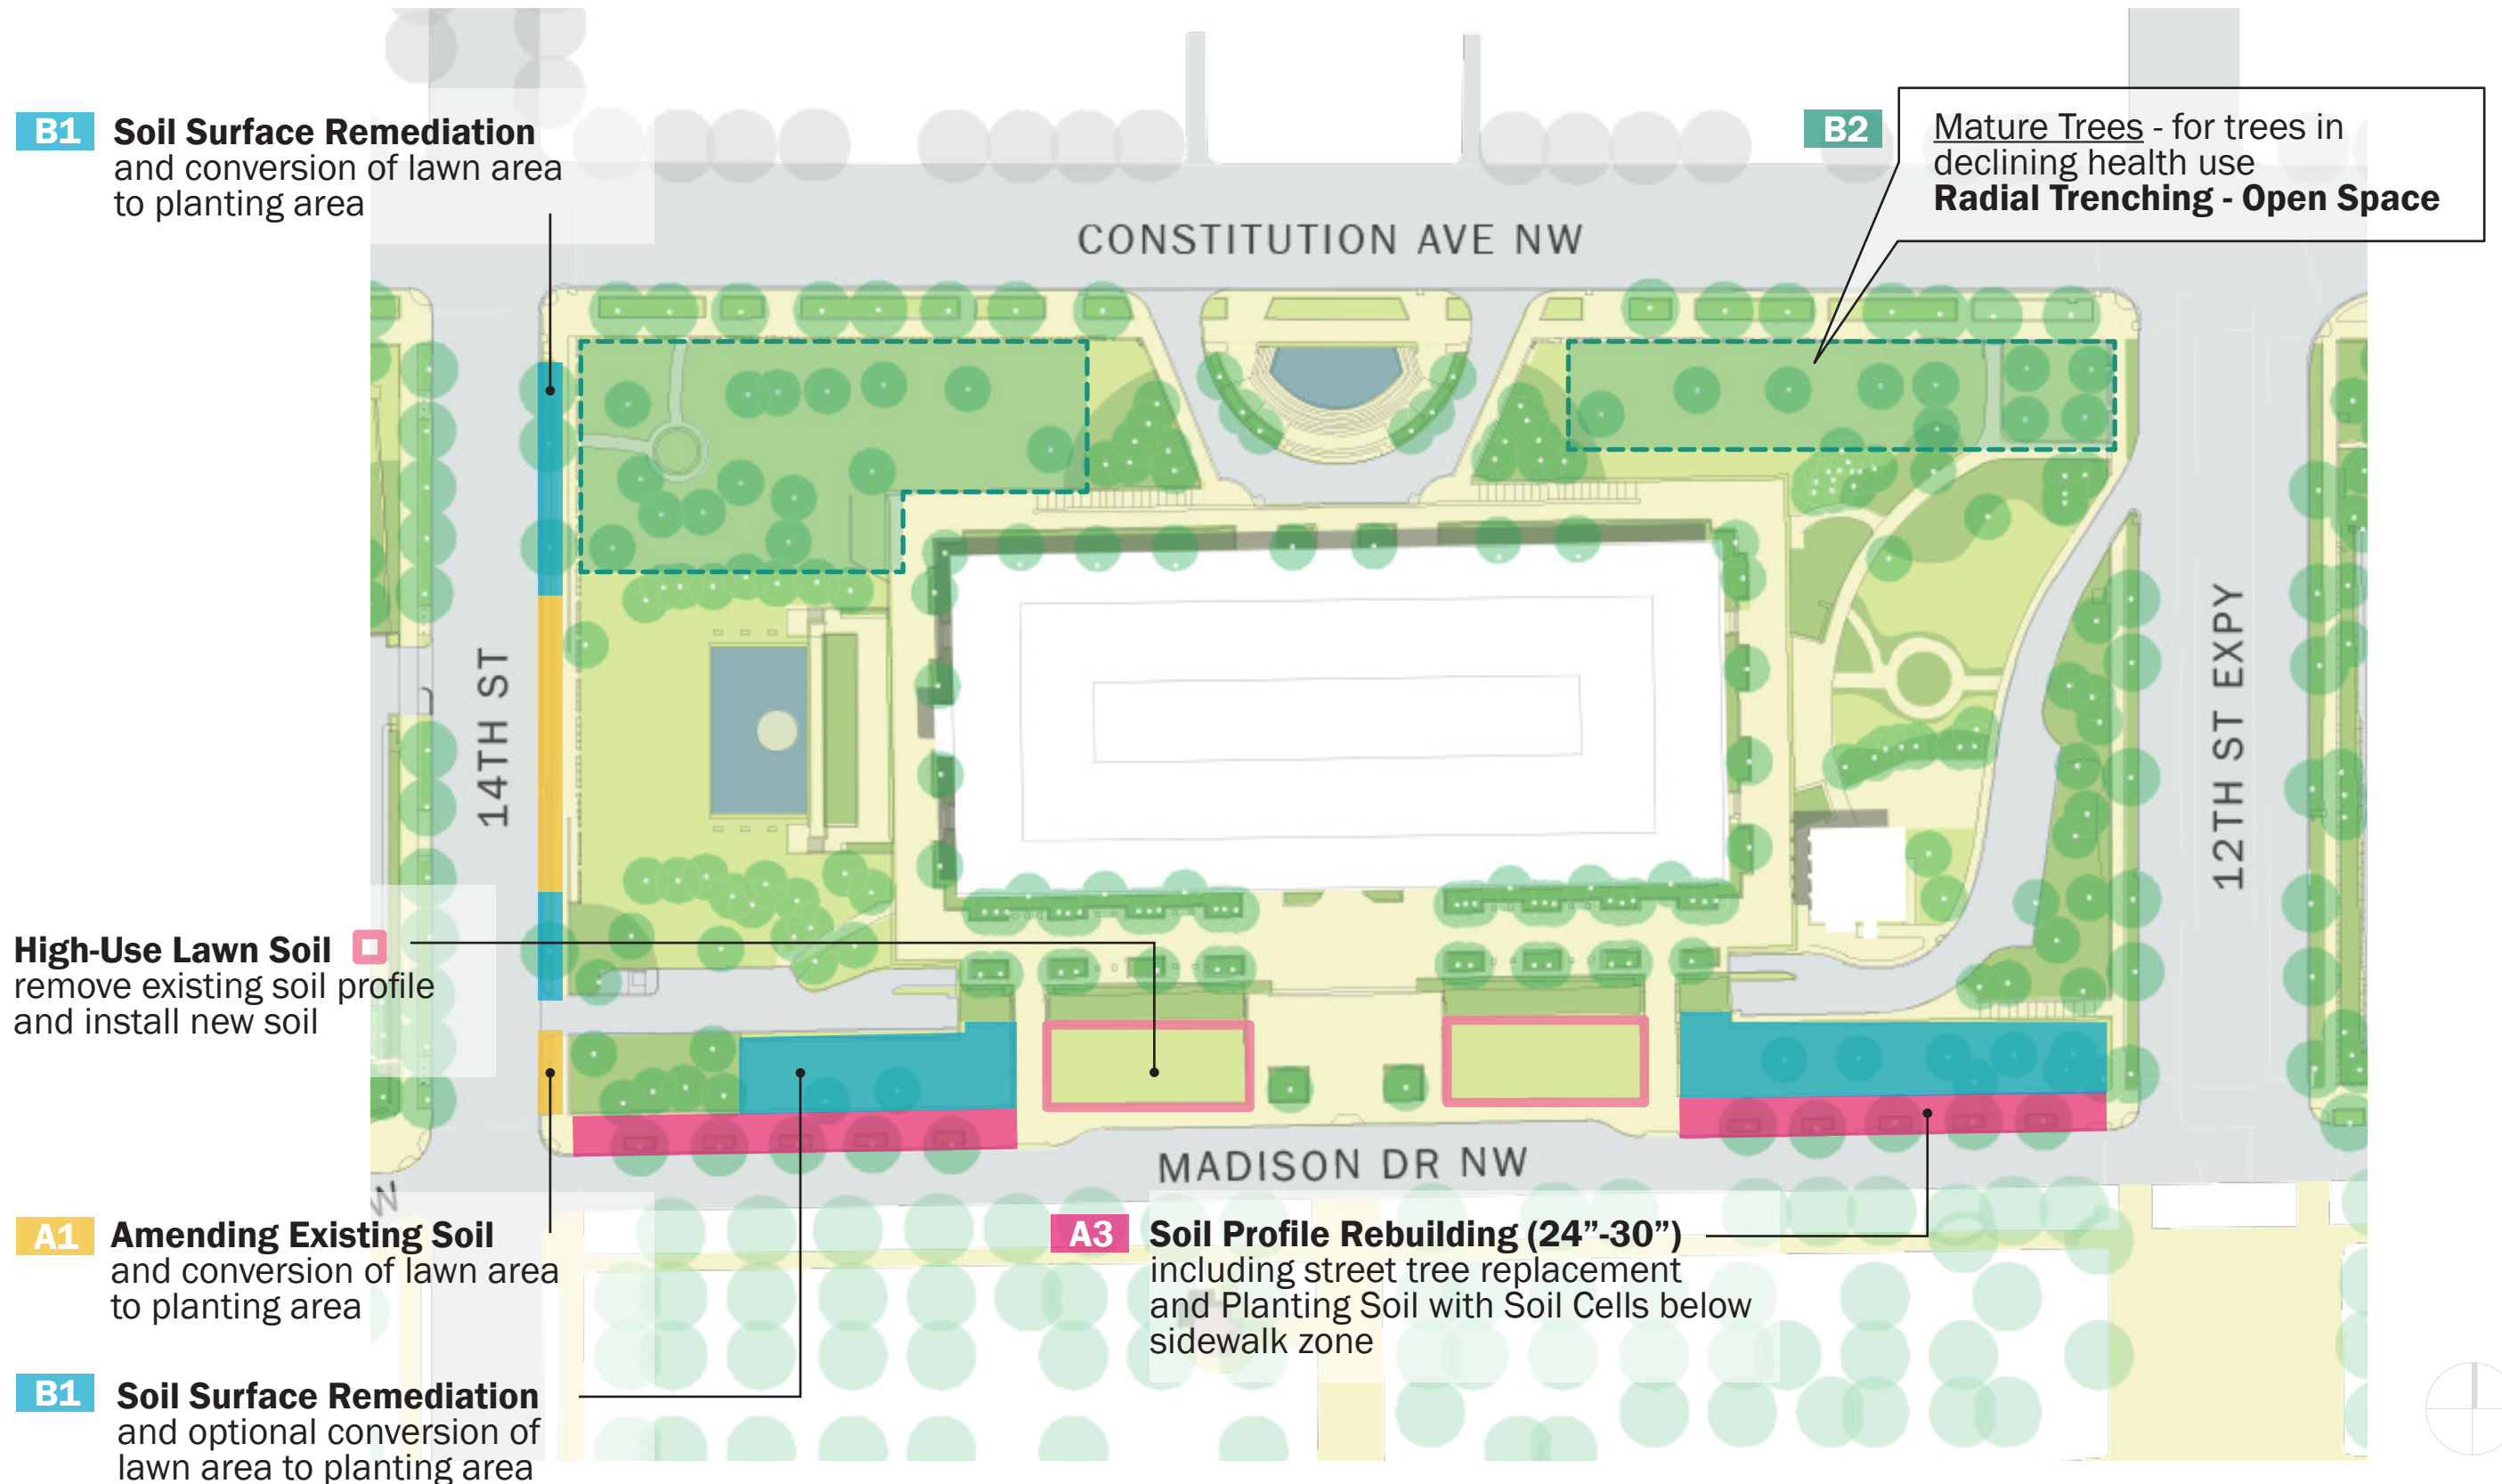 B1 Soil Surface Remediation
and conversion of lawn area
to planting area
B2 Mature Trees - for trees in
declining health use
Radial Trenching - Open Space
CONSTITUTION AVE NW
14TH ST
12TH ST EXPY
High-Use Lawn Soil
remove existing soil profile
and install new soil
MADISON DR NW
W
A1 Amending Existing Soil
and conversion of lawn area
to planting area
A3 Soil Profile Rebuilding (24”-30”)
including street tree replacement
and Planting Soil with Soil Cells below
sidewalk zone
B1 Soil Surface Remediation
and optional conversion of
lawn area to planting area